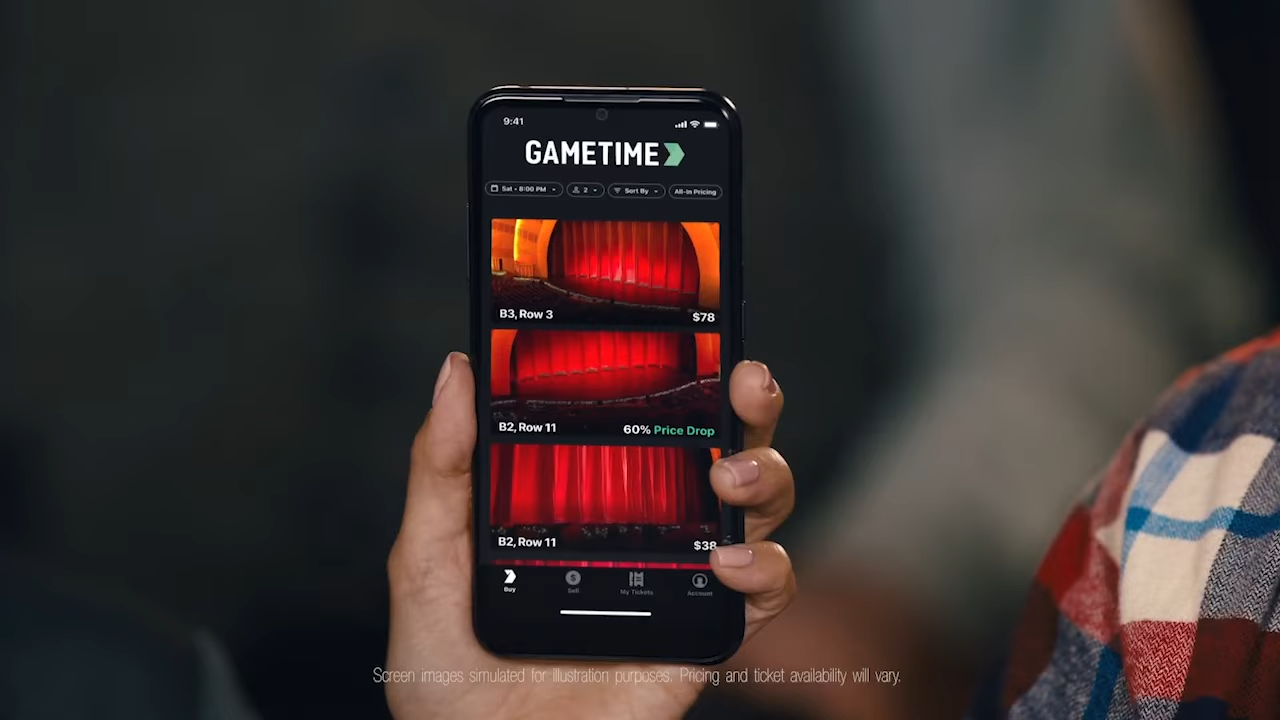 9:41
GAMETIME
Sat • 8:00 PM 2 Sort By All-In Pricing
B3, Row 3 $78
B2, Row 11 60% Price Drop
B2, Row 11 $38
Buy Sell My Tickets Account
Screen images simulated for illustration purposes. Pricing and ticket availability will vary.